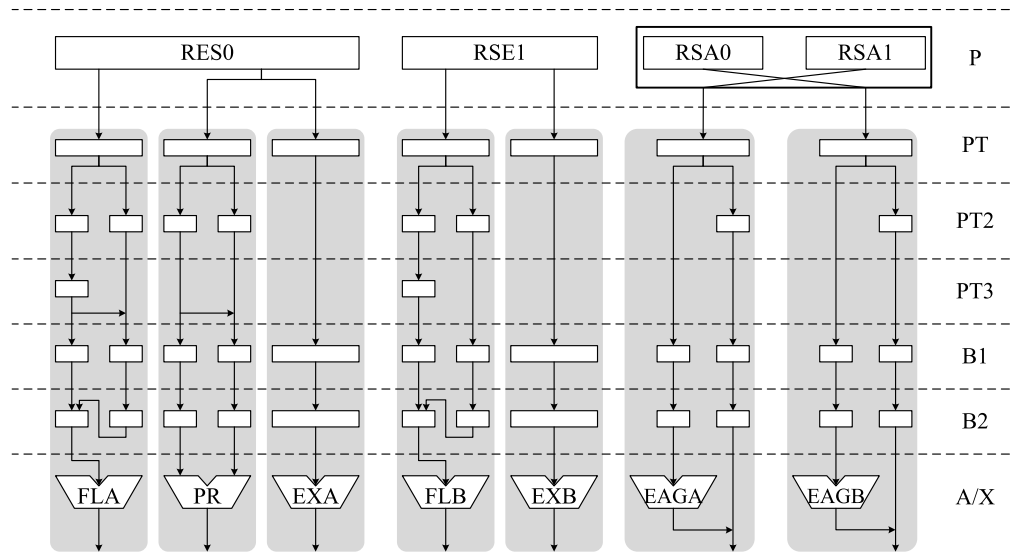 RES0 RSE1 RSA0 RSA1 P
PT
PT2
PT3
B1
B2
FLA PR EXA FLB EXB EAGA EAGB A/X